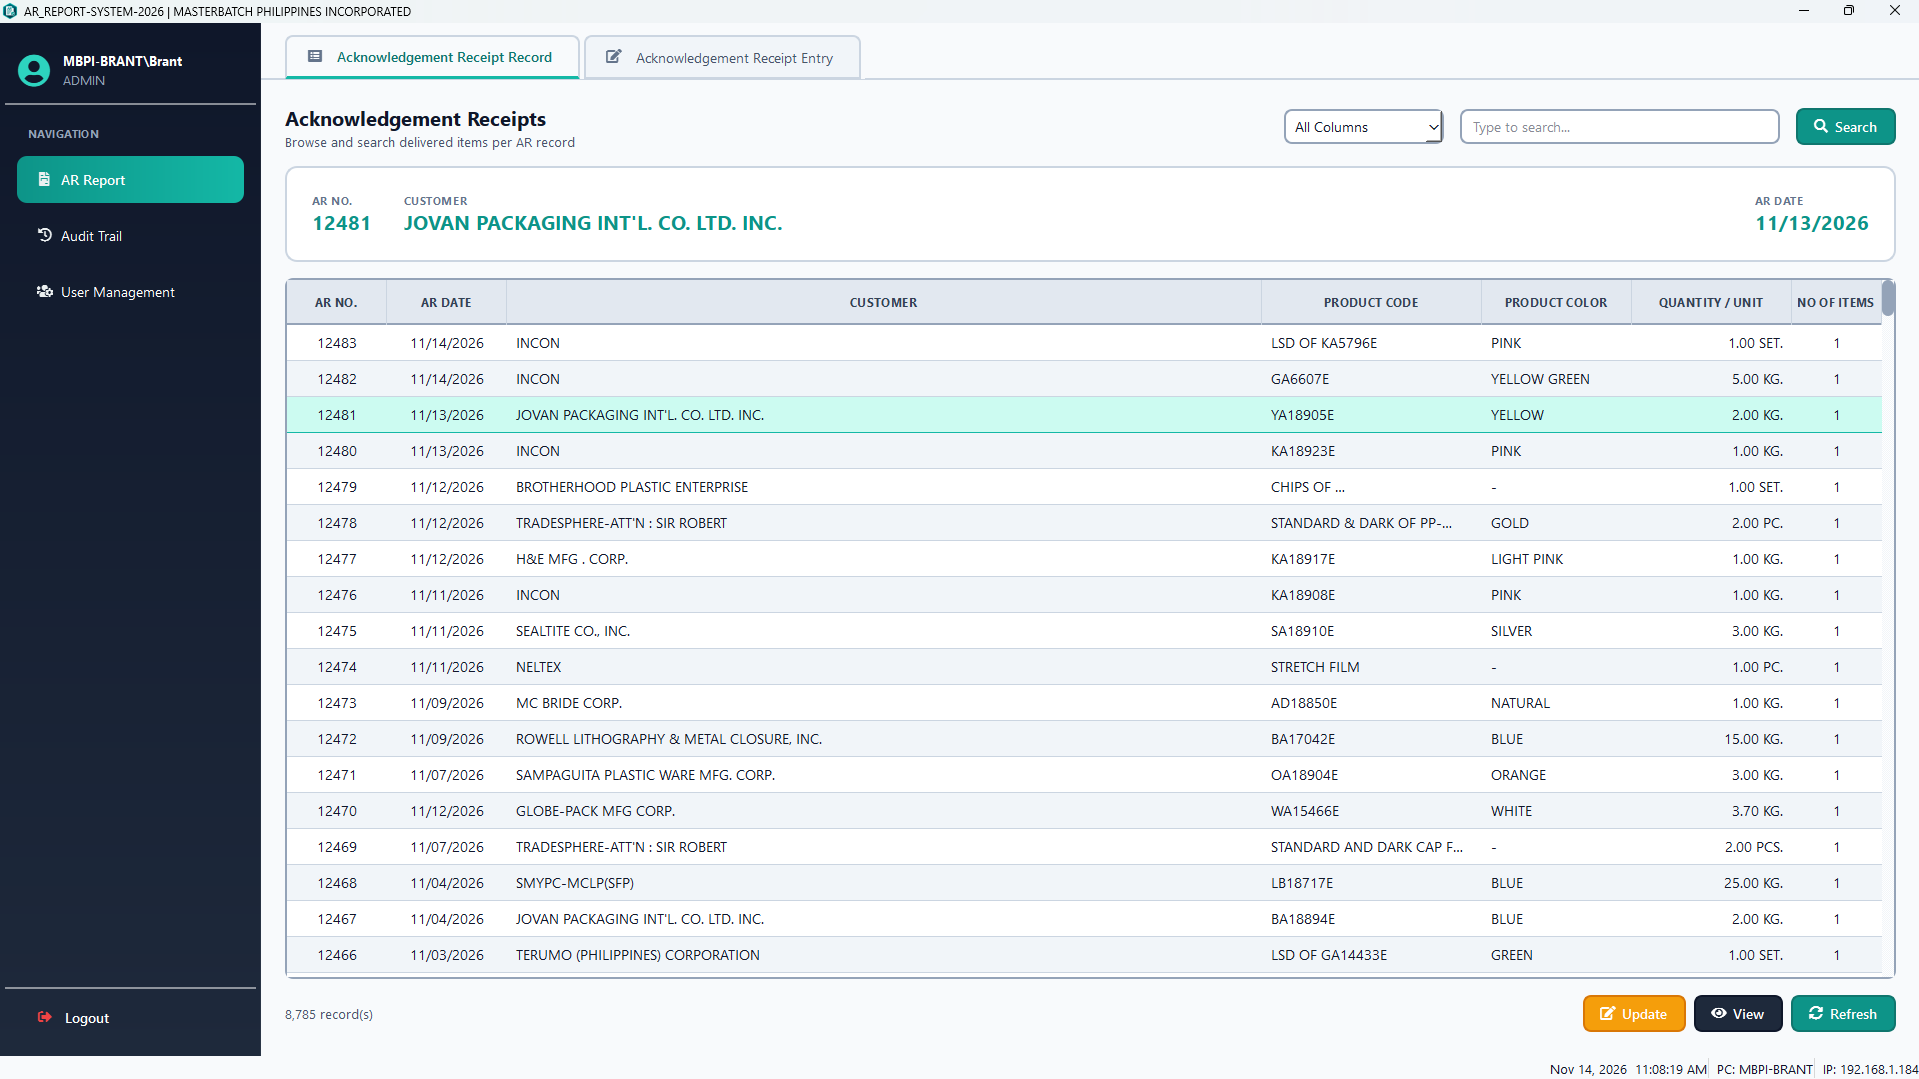 AR_REPORT-SYSTEM-2026 | MASTERBATCH PHILIPPINES INCORPORATED
MBPI-BRANT\Brant
ADMIN
NAVIGATION
AR Report
Audit Trail
User Management
Logout
Acknowledgement Receipt Record
Acknowledgement Receipt Entry
Acknowledgement Receipts
Browse and search delivered items per AR record
All Columns
Type to search...
Search
AR NO.
12481
CUSTOMER
JOVAN PACKAGING INT'L. CO. LTD. INC.
AR DATE
11/13/2026
AR NO. AR DATE CUSTOMER PRODUCT CODE PRODUCT COLOR QUANTITY / UNIT NO OF ITEMS
12483 11/14/2026 INCON LSD OF KA5796E PINK 1.00 SET. 1
12482 11/14/2026 INCON GA6607E YELLOW GREEN 5.00 KG. 1
12481 11/13/2026 JOVAN PACKAGING INT'L. CO. LTD. INC. YA18905E YELLOW 2.00 KG. 1
12480 11/13/2026 INCON KA18923E PINK 1.00 KG. 1
12479 11/12/2026 BROTHERHOOD PLASTIC ENTERPRISE CHIPS OF ... - 1.00 SET. 1
12478 11/12/2026 TRADESPHERE-ATT'N : SIR ROBERT STANDARD & DARK OF PP-... GOLD 2.00 PC. 1
12477 11/12/2026 H&E MFG . CORP. KA18917E LIGHT PINK 1.00 KG. 1
12476 11/11/2026 INCON KA18908E PINK 1.00 KG. 1
12475 11/11/2026 SEALTITE CO., INC. SA18910E SILVER 3.00 KG. 1
12474 11/11/2026 NELTEX STRETCH FILM - 1.00 PC. 1
12473 11/09/2026 MC BRIDE CORP. AD18850E NATURAL 1.00 KG. 1
12472 11/09/2026 ROWELL LITHOGRAPHY & METAL CLOSURE, INC. BA17042E BLUE 15.00 KG. 1
12471 11/07/2026 SAMPAGUITA PLASTIC WARE MFG. CORP. OA18904E ORANGE 3.00 KG. 1
12470 11/12/2026 GLOBE-PACK MFG CORP. WA15466E WHITE 3.70 KG. 1
12469 11/07/2026 TRADESPHERE-ATT'N : SIR ROBERT STANDARD AND DARK CAP F... - 2.00 PCS. 1
12468 11/04/2026 SMYPC-MCLP(SFP) LB18717E BLUE 25.00 KG. 1
12467 11/04/2026 JOVAN PACKAGING INT'L. CO. LTD. INC. BA18894E BLUE 2.00 KG. 1
12466 11/03/2026 TERUMO (PHILIPPINES) CORPORATION LSD OF GA14433E GREEN 1.00 SET. 1
8,785 record(s)
Update
View
Refresh
Nov 14, 2026 11:08:19 AM PC: MBPI-BRANT IP: 192.168.1.184